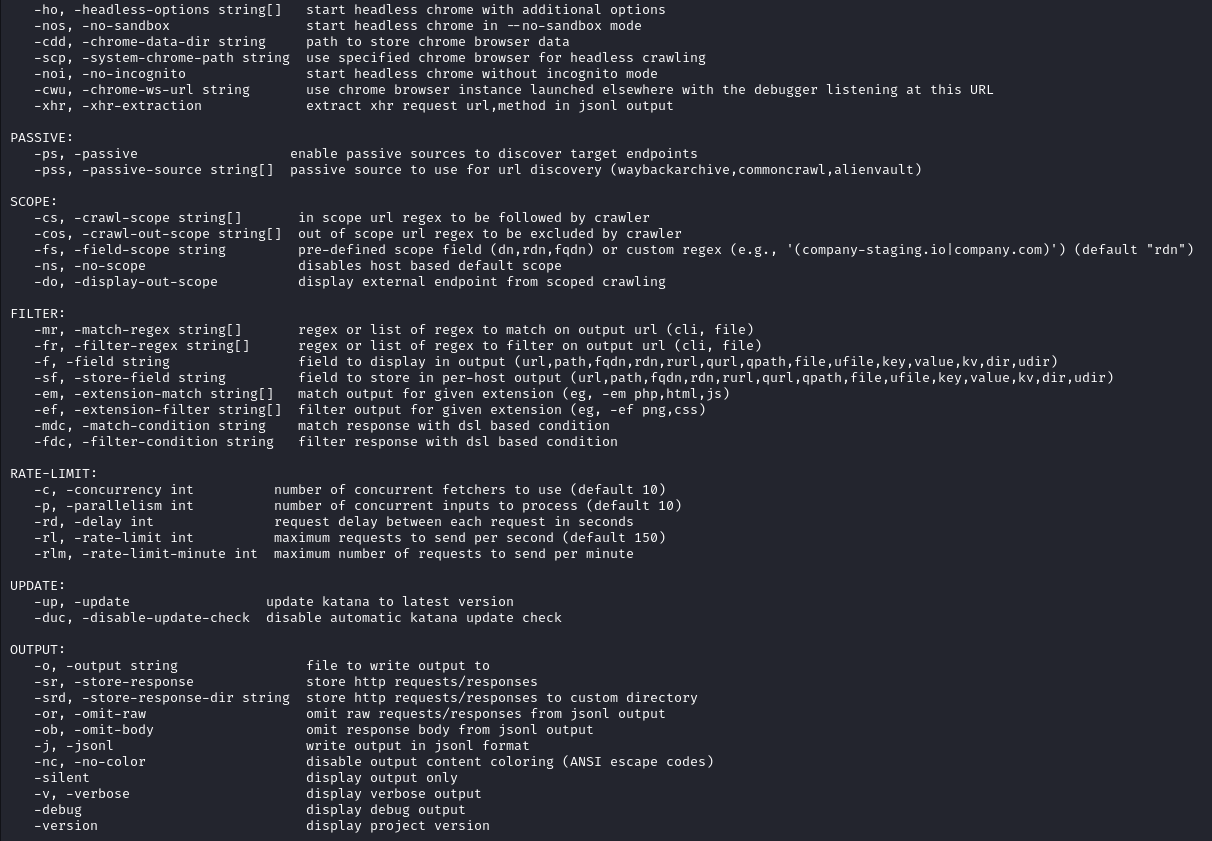 -ho, -headless-options string[]   start headless chrome with additional options
-nos, -no-sandbox                 start headless chrome in --no-sandbox mode
-cdd, -chrome-data-dir string     path to store chrome browser data
-scp, -system-chrome-path string  use specified chrome browser for headless crawling
-noi, -no-incognito               start headless chrome without incognito mode
-cwu, -chrome-ws-url string       use chrome browser instance launched elsewhere with the debugger listening at this URL
-xhr, -xhr-extraction             extract xhr request url,method in jsonl output
PASSIVE:
-ps, -passive                   enable passive sources to discover target endpoints
-pss, -passive-source string[]  passive source to use for url discovery (waybackarchive,commoncrawl,alienvault)
SCOPE:
-cs, -crawl-scope string[]       in scope url regex to be followed by crawler
-cos, -crawl-out-scope string[]  out of scope url regex to be excluded by crawler
-fs, -field-scope string         pre-defined scope field (dn,rdn,fqdn) or custom regex (e.g., '(company-staging.io|company.com)') (default "rdn")
-ns, -no-scope                   disables host based default scope
-do, -display-out-scope          display external endpoint from scoped crawling
FILTER:
-mr, -match-regex string[]       regex or list of regex to match on output url (cli, file)
-fr, -filter-regex string[]      regex or list of regex to filter on output url (cli, file)
-f, -field string                field to display in output (url,path,fqdn,rdn,rurl,qurl,qpath,file,ufile,key,value,kv,dir,udir)
-sf, -store-field string         field to store in per-host output (url,path,fqdn,rdn,rurl,qurl,qpath,file,ufile,key,value,kv,dir,udir)
-em, -extension-match string[]   match output for given extension (eg, -em php,html,js)
-ef, -extension-filter string[]  filter output for given extension (eg, -ef png,css)
-mdc, -match-condition string    match response with dsl based condition
-fdc, -filter-condition string   filter response with dsl based condition
RATE-LIMIT:
-c, -concurrency int          number of concurrent fetchers to use (default 10)
-p, -parallelism int          number of concurrent inputs to process (default 10)
-rd, -delay int               request delay between each request in seconds
-rl, -rate-limit int          maximum requests to send per second (default 150)
-rlm, -rate-limit-minute int  maximum number of requests to send per minute
UPDATE:
-up, -update                 update katana to latest version
-duc, -disable-update-check  disable automatic katana update check
OUTPUT:
-o, -output string                file to write output to
-sr, -store-response              store http requests/responses
-srd, -store-response-dir string  store http requests/responses to custom directory
-or, -omit-raw                    omit raw requests/responses from jsonl output
-ob, -omit-body                   omit response body from jsonl output
-j, -jsonl                        write output in jsonl format
-nc, -no-color                    disable output content coloring (ANSI escape codes)
-silent                           display output only
-v, -verbose                      display verbose output
-debug                            display debug output
-version                          display project version